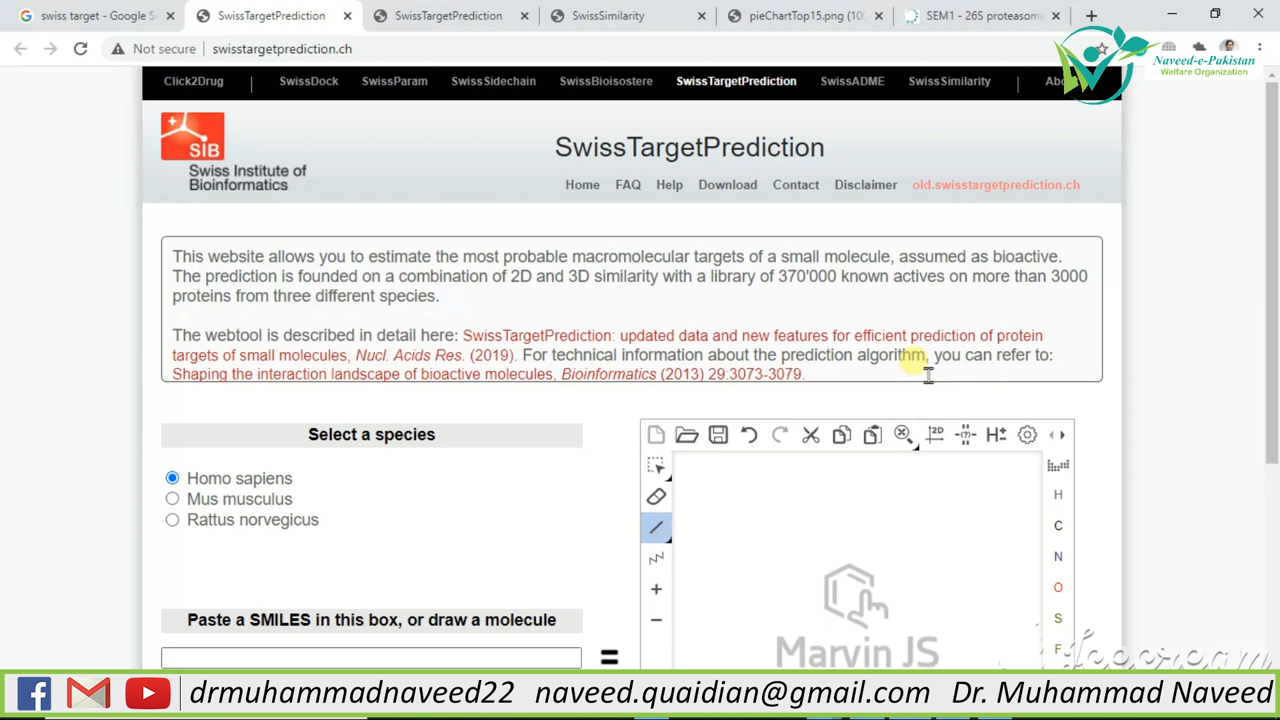 swiss target - Google S
SwissTargetPrediction
SwissTargetPrediction
SwissSimilarity
pieChartTop15.png (10
SEM1 - 26S proteasom
Not secure
swisstargetprediction.ch
Naveed-e-Pakistan
Welfare Organization
Click2Drug | SwissDock SwissParam SwissSidechain SwissBioisostere SwissTargetPrediction SwissADME SwissSimilarity | Abo
SIB
Swiss Institute of
Bioinformatics
SwissTargetPrediction
Home FAQ Help Download Contact Disclaimer old.swisstargetprediction.ch
This website allows you to estimate the most probable macromolecular targets of a small molecule, assumed as bioactive.
The prediction is founded on a combination of 2D and 3D similarity with a library of 370'000 known actives on more than 3000
proteins from three different species.
The webtool is described in detail here: SwissTargetPrediction: updated data and new features for efficient prediction of protein
targets of small molecules, Nucl. Acids Res. (2019). For technical information about the prediction algorithm, you can refer to:
Shaping the interaction landscape of bioactive molecules, Bioinformatics (2013) 29:3073-3079.
Select a species
Homo sapiens
Mus musculus
Rattus norvegicus
2D
H±
H
C
N
O
S
F
Marvin JS
Paste a SMILES in this box, or draw a molecule
=
drmuhammadnaveed22 naveed.quaidian@gmail.com Dr. Muhammad Naveed